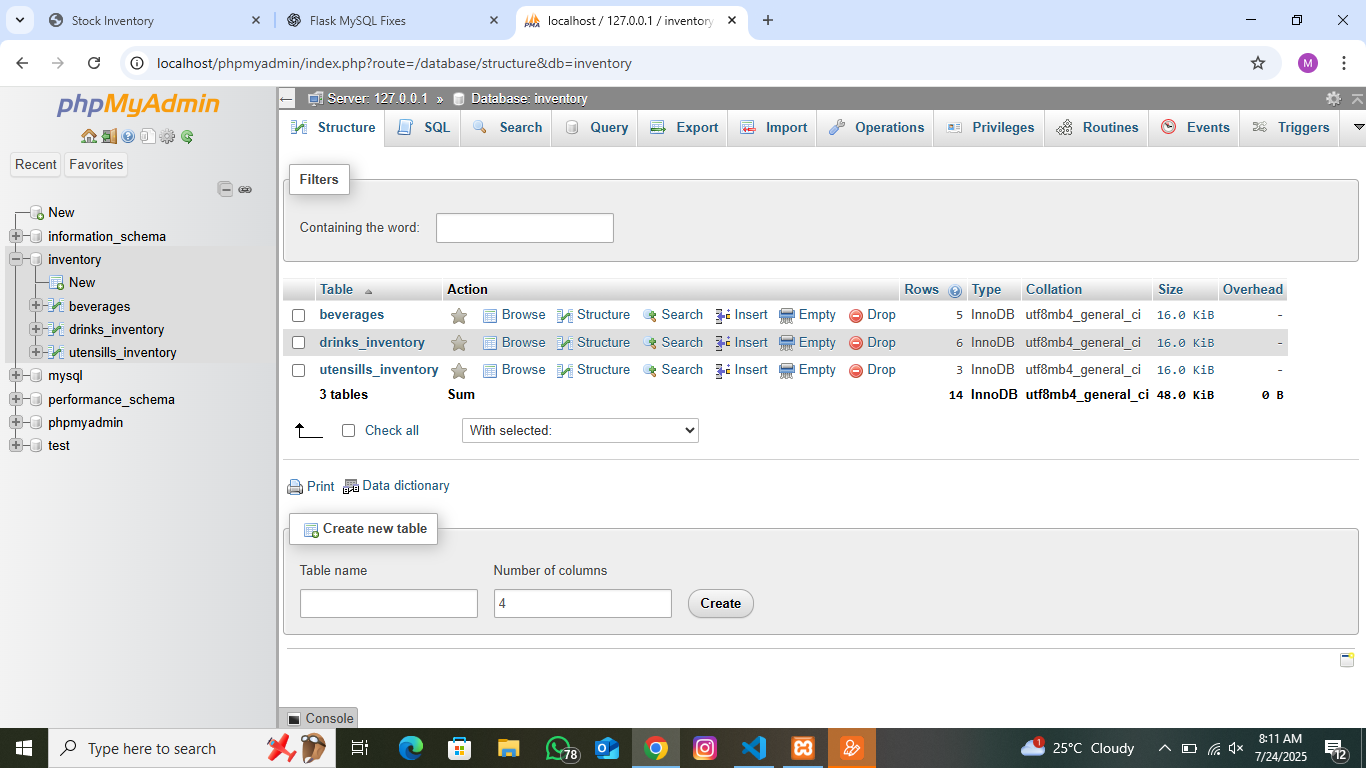 Stock Inventory
Flask MySQL Fixes
localhost / 127.0.0.1 / inventory
localhost/phpmyadmin/index.php?route=/database/structure&db=inventory
M
phpMyAdmin
Recent Favorites
New
information_schema
inventory
New
beverages
drinks_inventory
utensills_inventory
mysql
performance_schema
phpmyadmin
test
Server: 127.0.0.1 » Database: inventory
Structure SQL Search Query Export Import Operations Privileges Routines Events Triggers
Filters
Containing the word:
Table Action Rows Type Collation Size Overhead
beverages Browse Structure Search Insert Empty Drop 5 InnoDB utf8mb4_general_ci 16.0 KiB -
drinks_inventory Browse Structure Search Insert Empty Drop 6 InnoDB utf8mb4_general_ci 16.0 KiB -
utensills_inventory Browse Structure Search Insert Empty Drop 3 InnoDB utf8mb4_general_ci 16.0 KiB -
3 tables Sum 14 InnoDB utf8mb4_general_ci 48.0 KiB 0 B
Check all With selected:
Print Data dictionary
Create new table
Table name Number of columns
4 Create
Console
Type here to search
78
1
25°C Cloudy
8:11 AM
7/24/2025
12